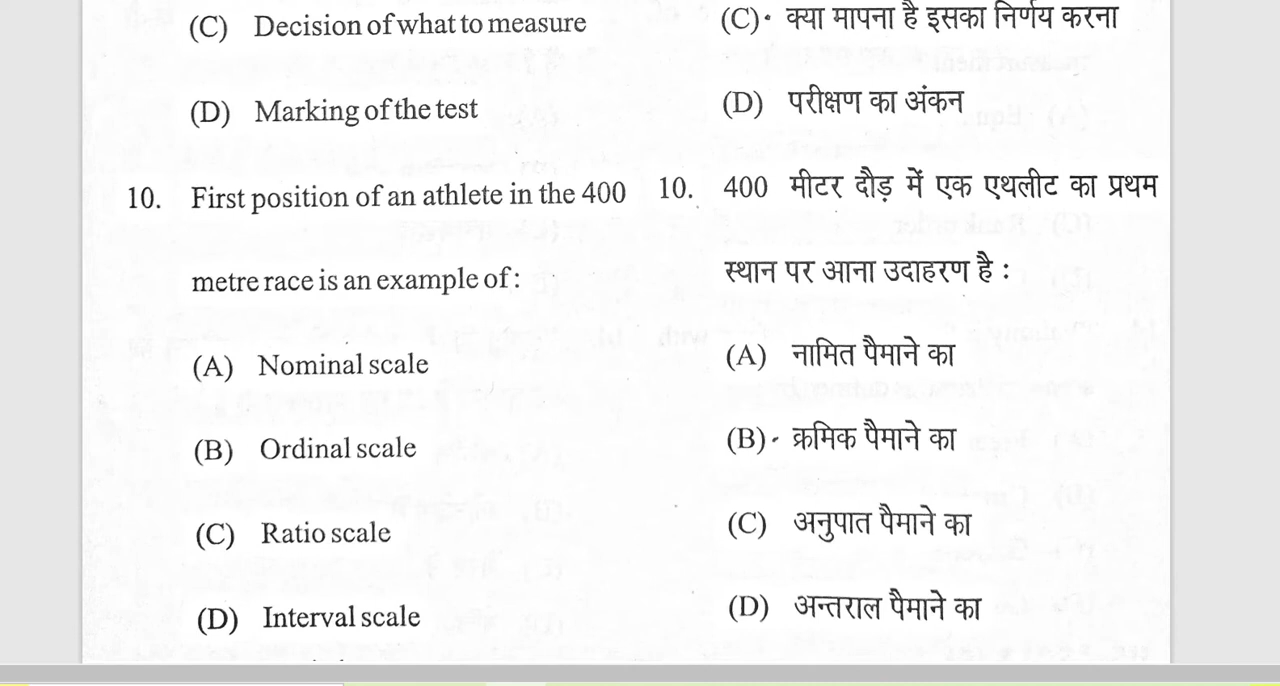 (C) Decision of what to measure
(D) Marking of the test
10. First position of an athlete in the 400
metre race is an example of :
(A) Nominal scale
(B) Ordinal scale
(C) Ratio scale
(D) Interval scale
(C) क्या मापना है इसका निर्णय करना
(D) परीक्षण का अंकन
10. 400 मीटर दौड़ में एक एथलीट का प्रथम
स्थान पर आना उदाहरण है :
(A) नामित पैमाने का
(B) क्रमिक पैमाने का
(C) अनुपात पैमाने का
(D) अन्तराल पैमाने का